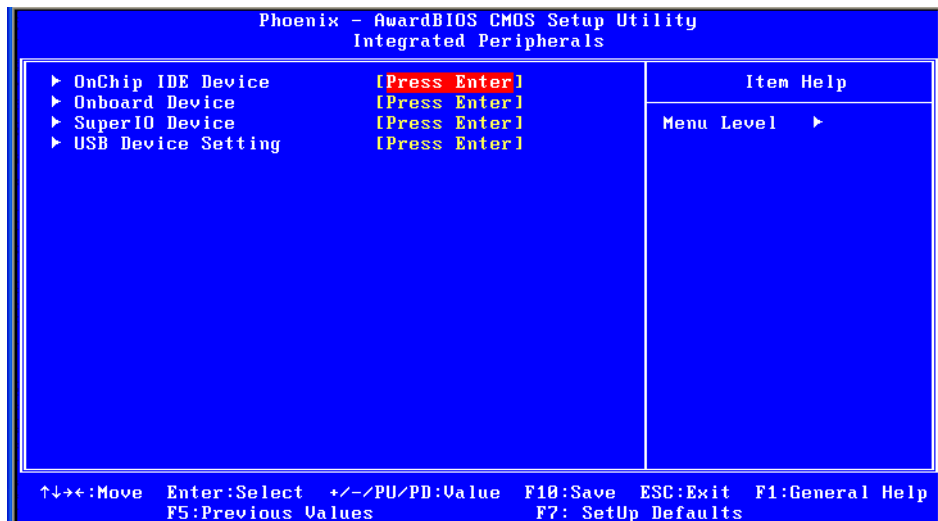 Phoenix - AwardBIOS CMOS Setup Utility
Integrated Peripherals
► OnChip IDE Device [Press Enter]
► Onboard Device [Press Enter]
► SuperIO Device [Press Enter]
► USB Device Setting [Press Enter]
Item Help
Menu Level ►
↑↓→←:Move Enter:Select +/-/PU/PD:Value F10:Save ESC:Exit F1:General Help
F5:Previous Values F7: SetUp Defaults